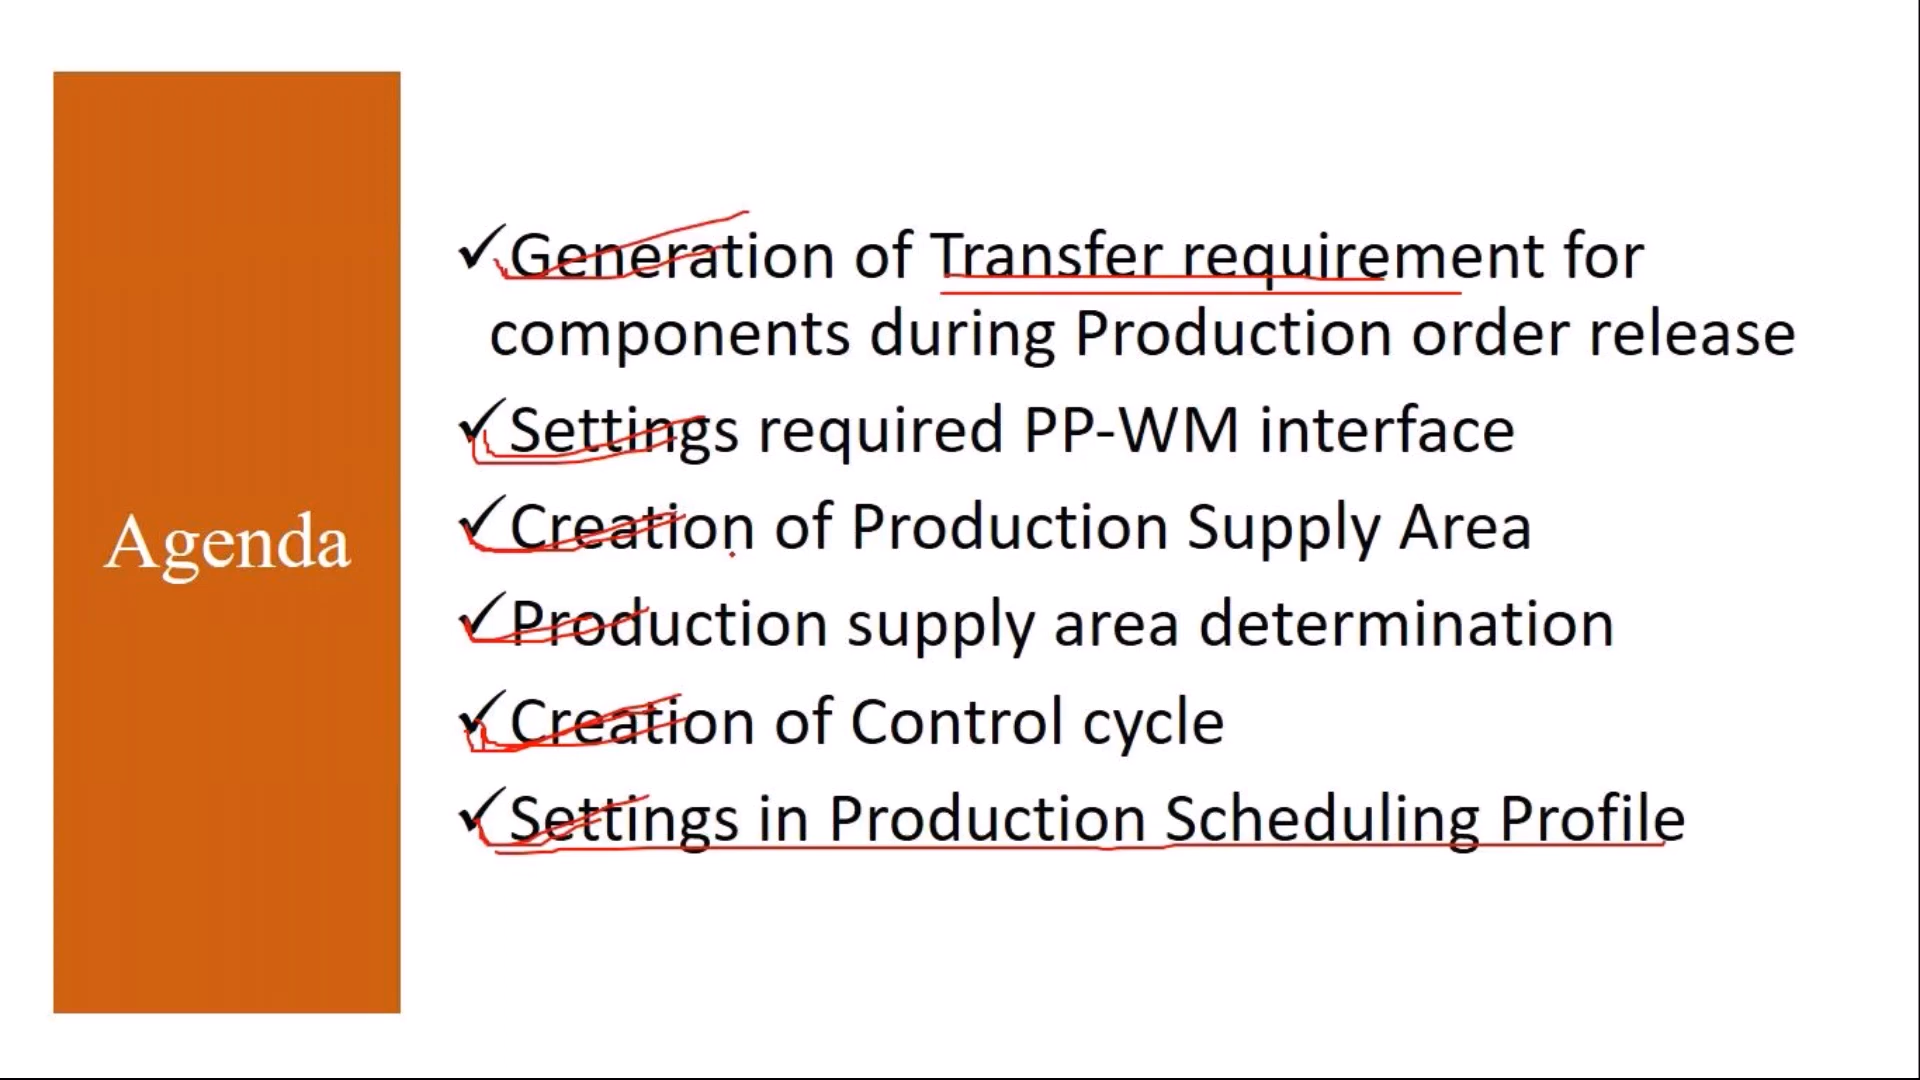 Agenda
✓Generation of Transfer requirement for
components during Production order release
✓Settings required PP-WM interface
✓Creation of Production Supply Area
✓Production supply area determination
✓Creation of Control cycle
✓Settings in Production Scheduling Profile